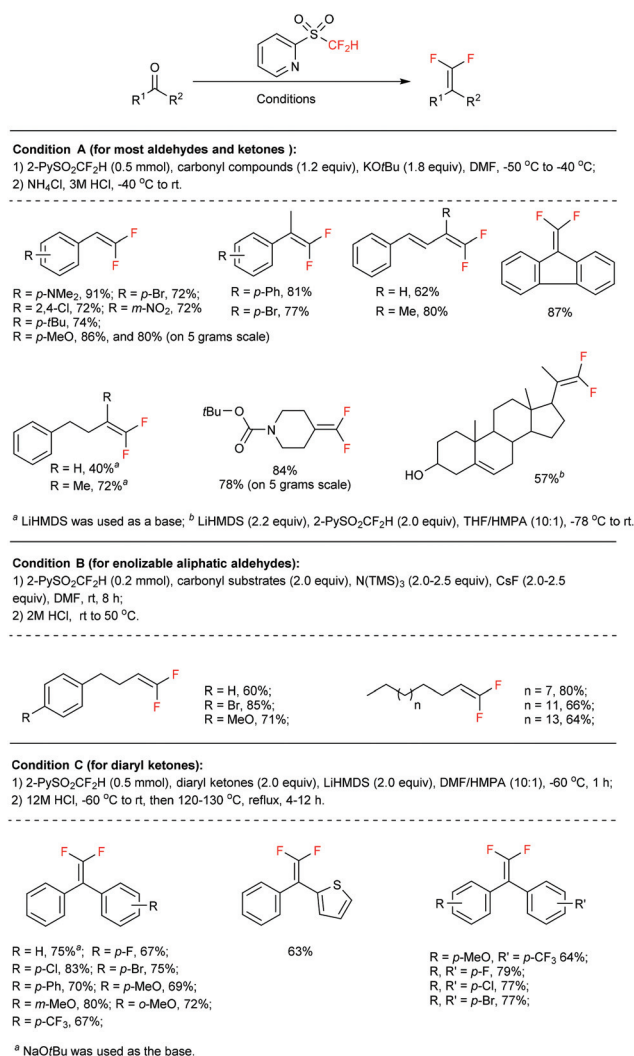 O O
S
CF2H
N
O
R1 R2
Conditions
F F
R1 R2
Condition A (for most aldehydes and ketones ):
1) 2-PySO2CF2H (0.5 mmol), carbonyl compounds (1.2 equiv), KOtBu (1.8 equiv), DMF, -50 oC to -40 oC;
2) NH4Cl, 3M HCl, -40 oC to rt.
R F F
R = p-NMe2, 91%; R = p-Br, 72%;
R = 2,4-Cl, 72%; R = m-NO2, 72%
R = p-tBu, 74%;
R = p-MeO, 86%, and 80% (on 5 grams scale)
R F F
R = p-Ph, 81%
R = p-Br, 77%
R F F
R = H, 62%
R = Me, 80%
F F
87%
R F F
R = H, 40%a
R = Me, 72%a
tBu O O N F F
84%
78% (on 5 grams scale)
HO F F
57%b
a LiHMDS was used as a base; b LiHMDS (2.2 equiv), 2-PySO2CF2H (2.0 equiv), THF/HMPA (10:1), -78 oC to rt.
Condition B (for enolizable aliphatic aldehydes):
1) 2-PySO2CF2H (0.2 mmol), carbonyl substrates (2.0 equiv), N(TMS)3 (2.0-2.5 equiv), CsF (2.0-2.5
equiv), DMF, rt, 8 h;
2) 2M HCl, rt to 50 oC.
R F F
R = H, 60%;
R = Br, 85%;
R = MeO, 71%;
n F F
n = 7, 80%;
n = 11, 66%;
n = 13, 64%;
Condition C (for diaryl ketones):
1) 2-PySO2CF2H (0.5 mmol), diaryl ketones (2.0 equiv), LiHMDS (2.0 equiv), DMF/HMPA (10:1), -60 oC, 1 h;
2) 12M HCl, -60 oC to rt, then 120-130 oC, reflux, 4-12 h.
F F
R
R = H, 75%a; R = p-F, 67%;
R = p-Cl, 83%; R = p-Br, 75%;
R = p-Ph, 70%; R = p-MeO, 69%;
R = m-MeO, 80%; R = o-MeO, 72%;
R = p-CF3, 67%;
F F
S
63%
F F
R R'
R = p-MeO, R' = p-CF3 64%;
R, R' = p-F, 79%;
R, R' = p-Cl, 77%;
R, R' = p-Br, 77%;
a NaOtBu was used as the base.